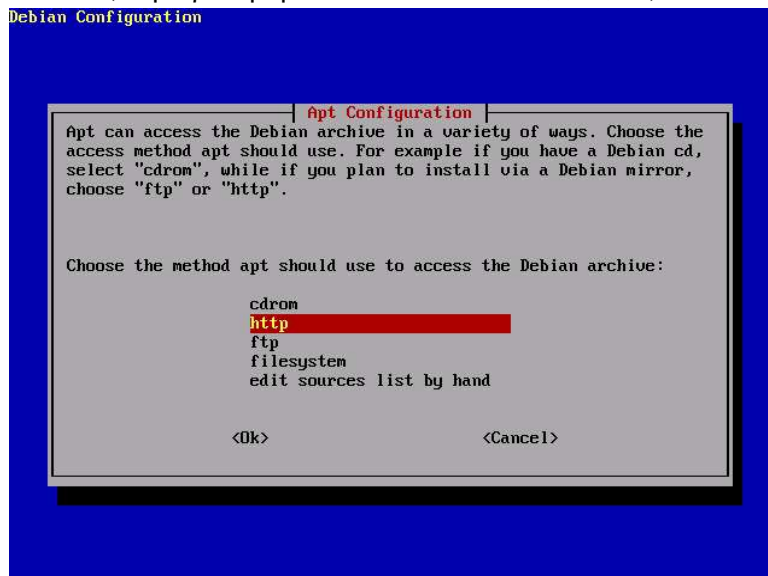 Debian Configuration
Apt Configuration
Apt can access the Debian archive in a variety of ways. Choose the
access method apt should use. For example if you have a Debian cd,
select "cdrom", while if you plan to install via a Debian mirror,
choose "ftp" or "http".
Choose the method apt should use to access the Debian archive:
cdrom
http
ftp
filesystem
edit sources list by hand
<Ok> <Cancel>